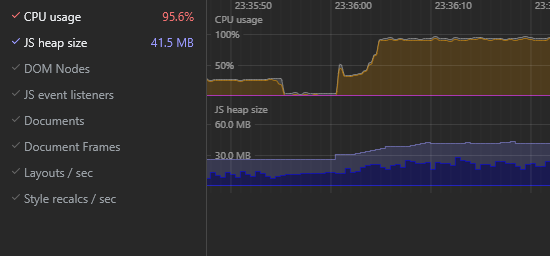 CPU usage 95.6%
JS heap size 41.5 MB
DOM Nodes
JS event listeners
Documents
Document Frames
Layouts / sec
Style recalcs / sec
23:35:50 23:36:00 23:36:10 23:3
CPU usage
100%
50%
JS heap size
60.0 MB
30.0 MB